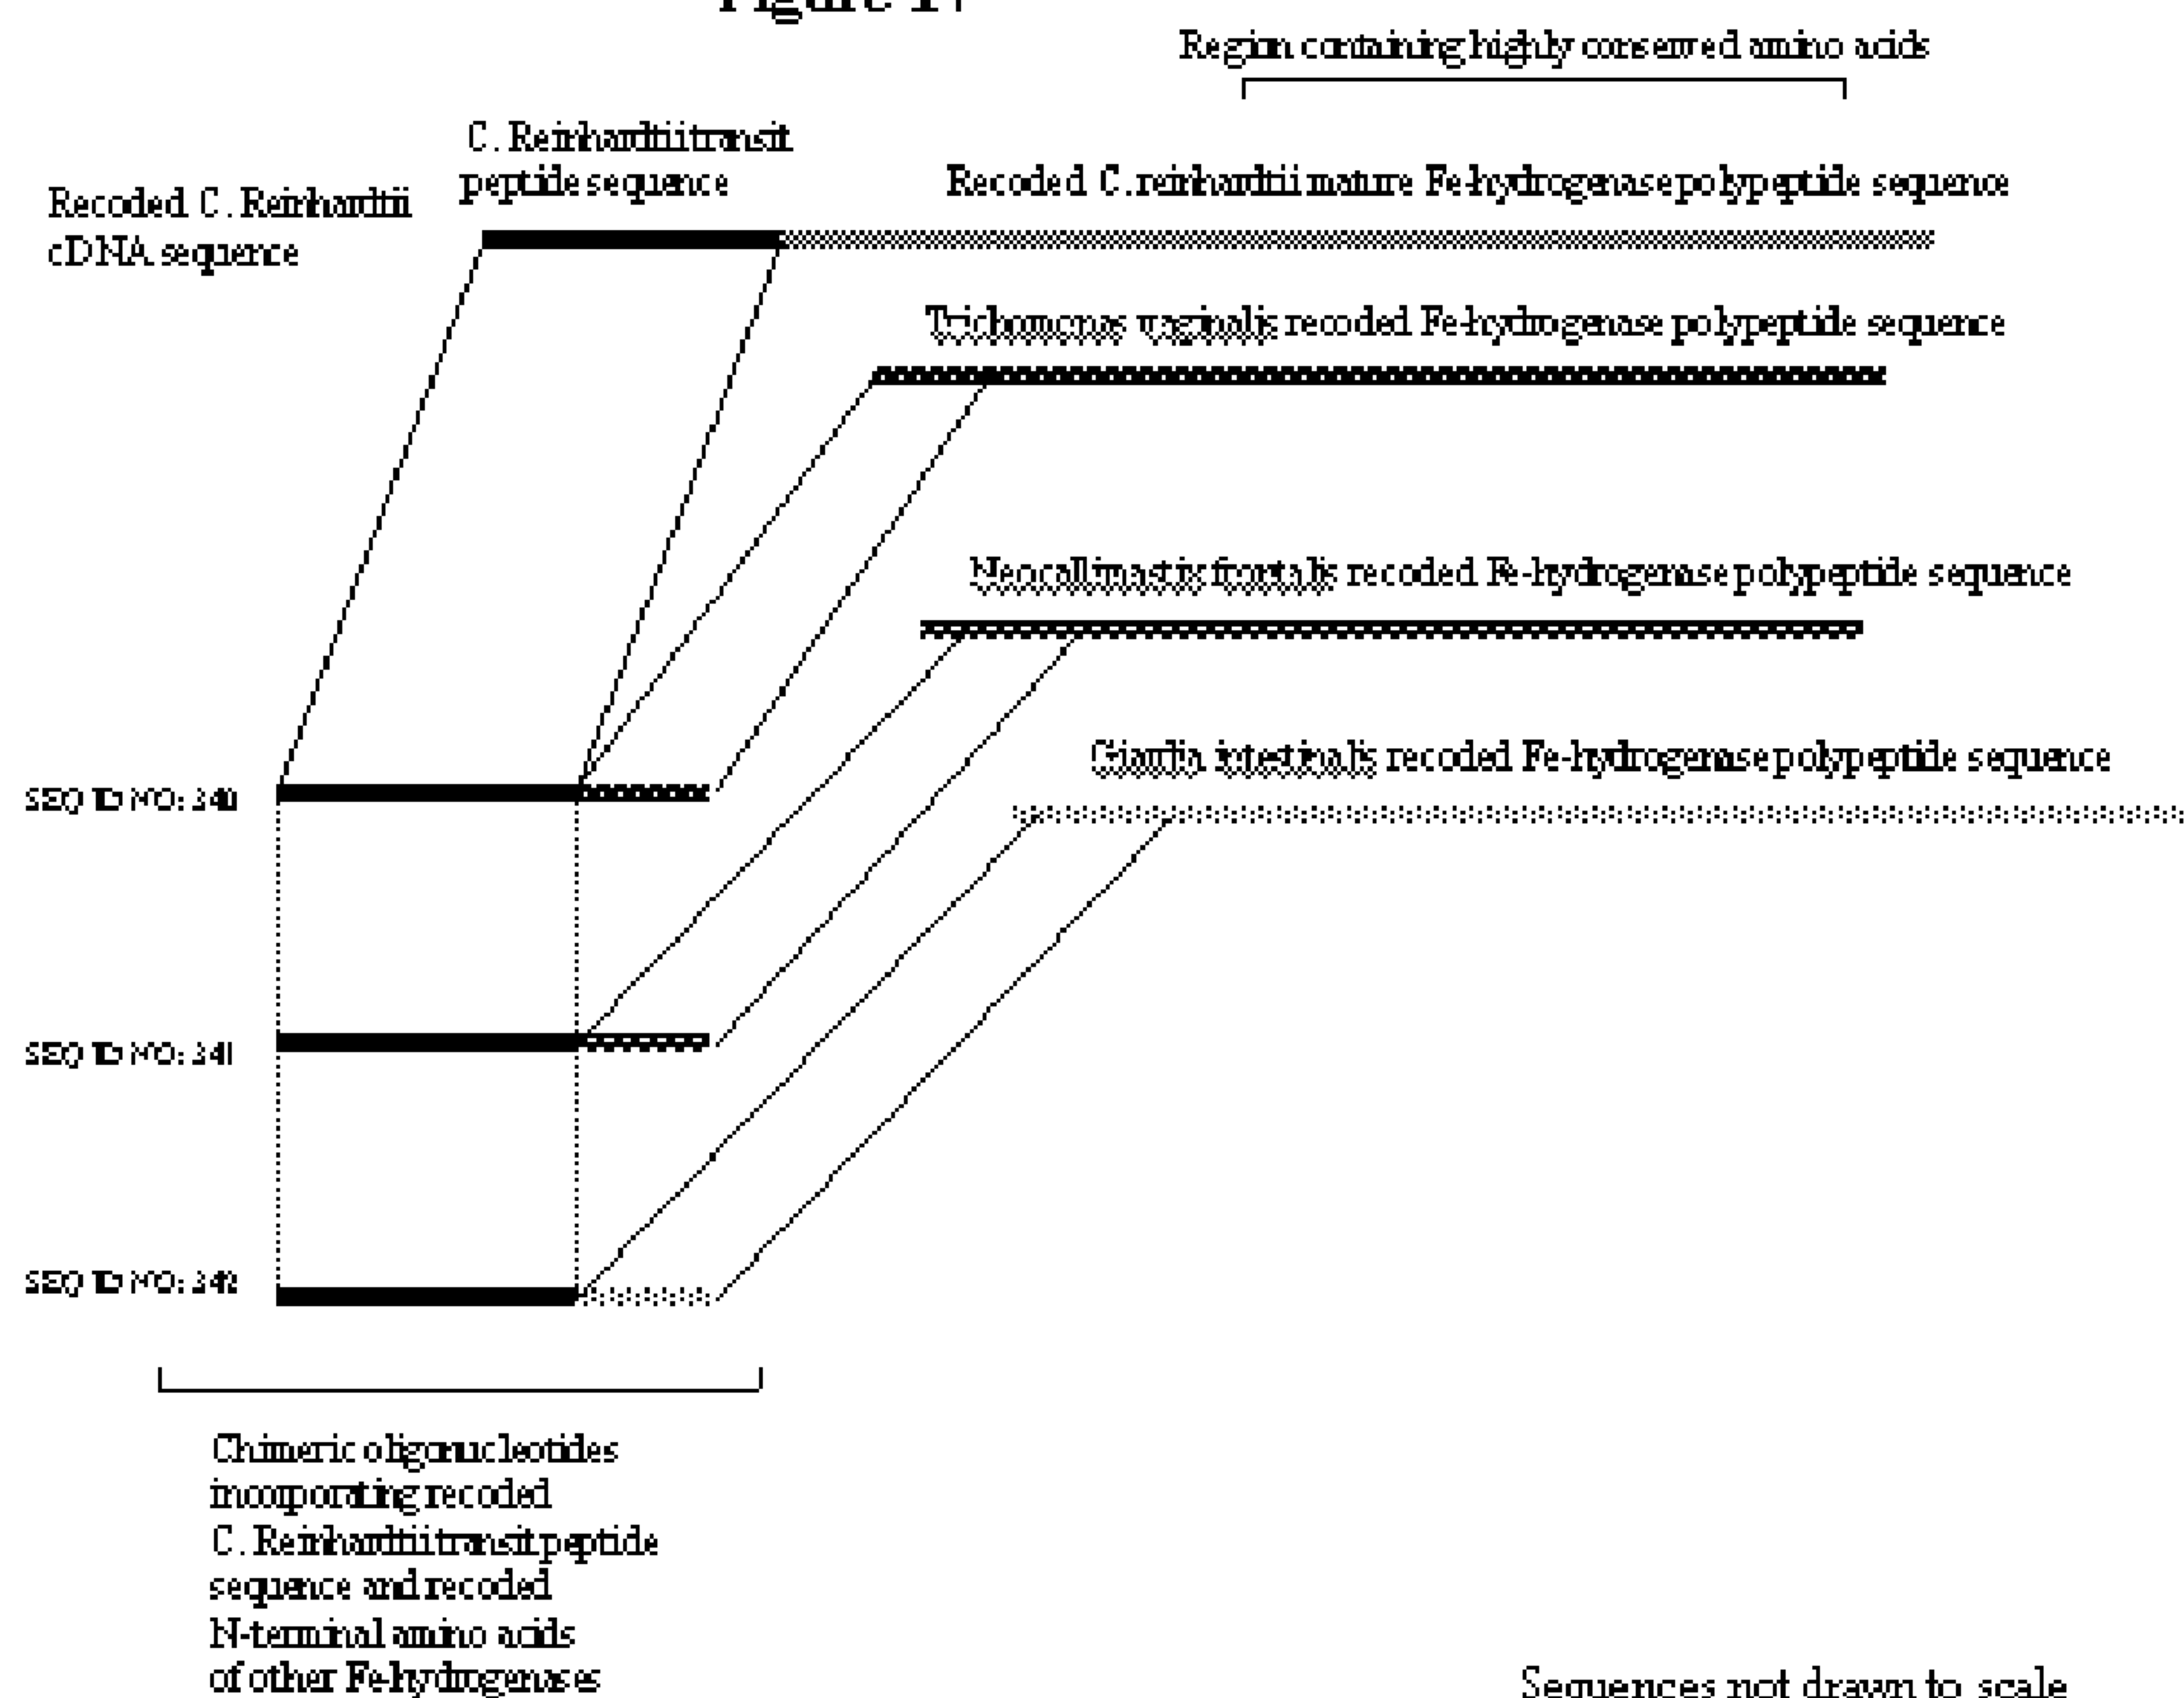 Figure 14
Region containing highly conserved amino acids
C. Reinhardtii transit
peptide sequence
Recoded C. reinhardtii mature Fe-hydrogenase polypeptide sequence
Recoded C. Reinhardtii
cDNA sequence
Trichomonas vaginalis recoded Fe-hydrogenase polypeptide sequence
Neocallimastix frontalis recoded Fe-hydrogenase polypeptide sequence
Giardia intestinalis recoded Fe-hydrogenase polypeptide sequence
SEQ ID NO:
SEQ ID NO:
SEQ ID NO:
Chimeric oligonucleotides
incorporating recoded
C. Reinhardtii transit peptide
sequence and recoded
N-terminal amino acids
of other Fe-hydrogenases
Sequences not drawn to scale